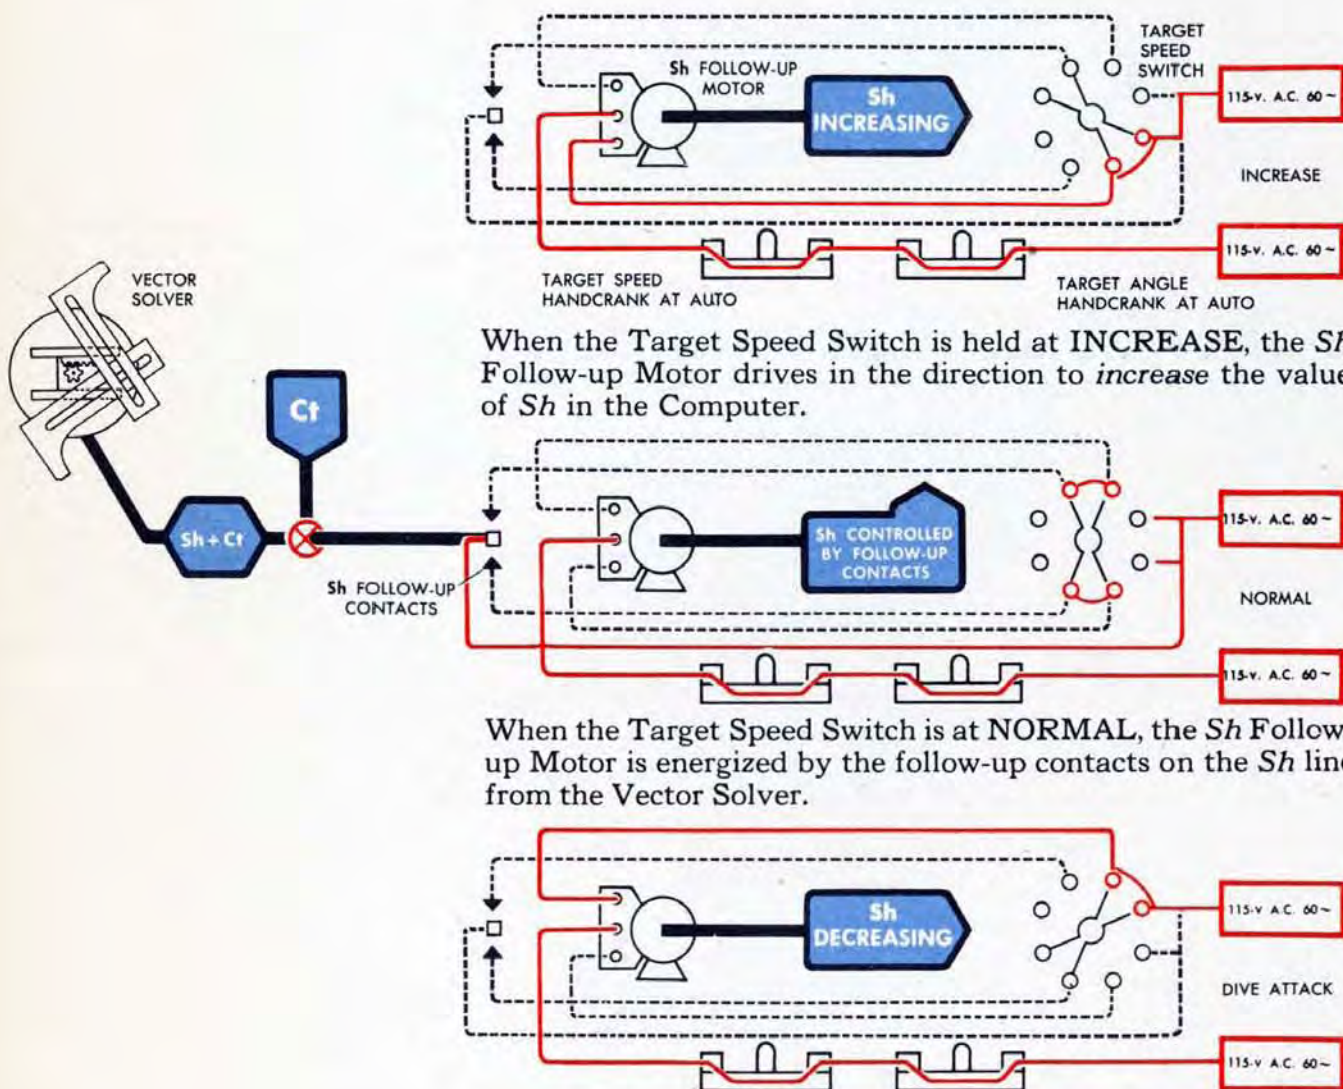 TARGET
SPEED
SWITCH
Sh FOLLOW-UP
MOTOR
Sh
INCREASING
115-v. A.C. 60~
INCREASE
115-v. A.C. 60~
TARGET SPEED
HANDCRANK AT AUTO
TARGET ANGLE
HANDCRANK AT AUTO
VECTOR
SOLVER
When the Target Speed Switch is held at INCREASE, the Sh
Follow-up Motor drives in the direction to increase the value
of Sh in the Computer.
Ct
Sh + Ct
Sh FOLLOW-UP
CONTACTS
Sh CONTROLLED
BY FOLLOW-UP
CONTACTS
115-v. A.C. 60~
NORMAL
115-v. A.C. 60~
When the Target Speed Switch is at NORMAL, the Sh Follow-
up Motor is energized by the follow-up contacts on the Sh line
from the Vector Solver.
Sh
DECREASING
115-v A.C. 60~
DIVE ATTACK
115-v A.C. 60~